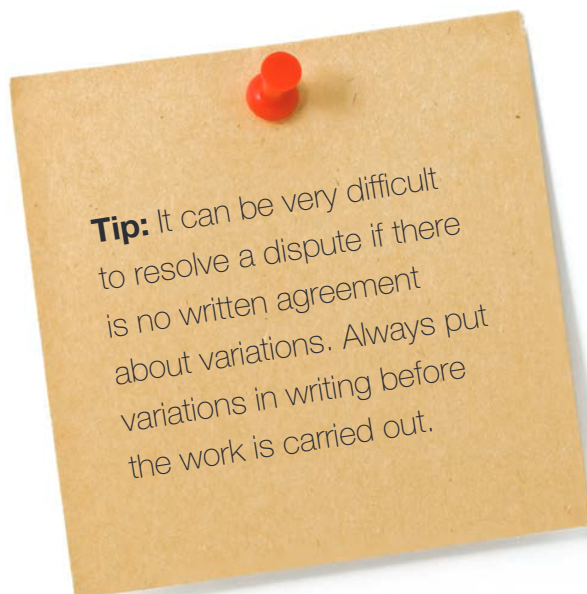 Tip: It can be very difficult
to resolve a dispute if there
is no written agreement
about variations. Always put
variations in writing before
the work is carried out.